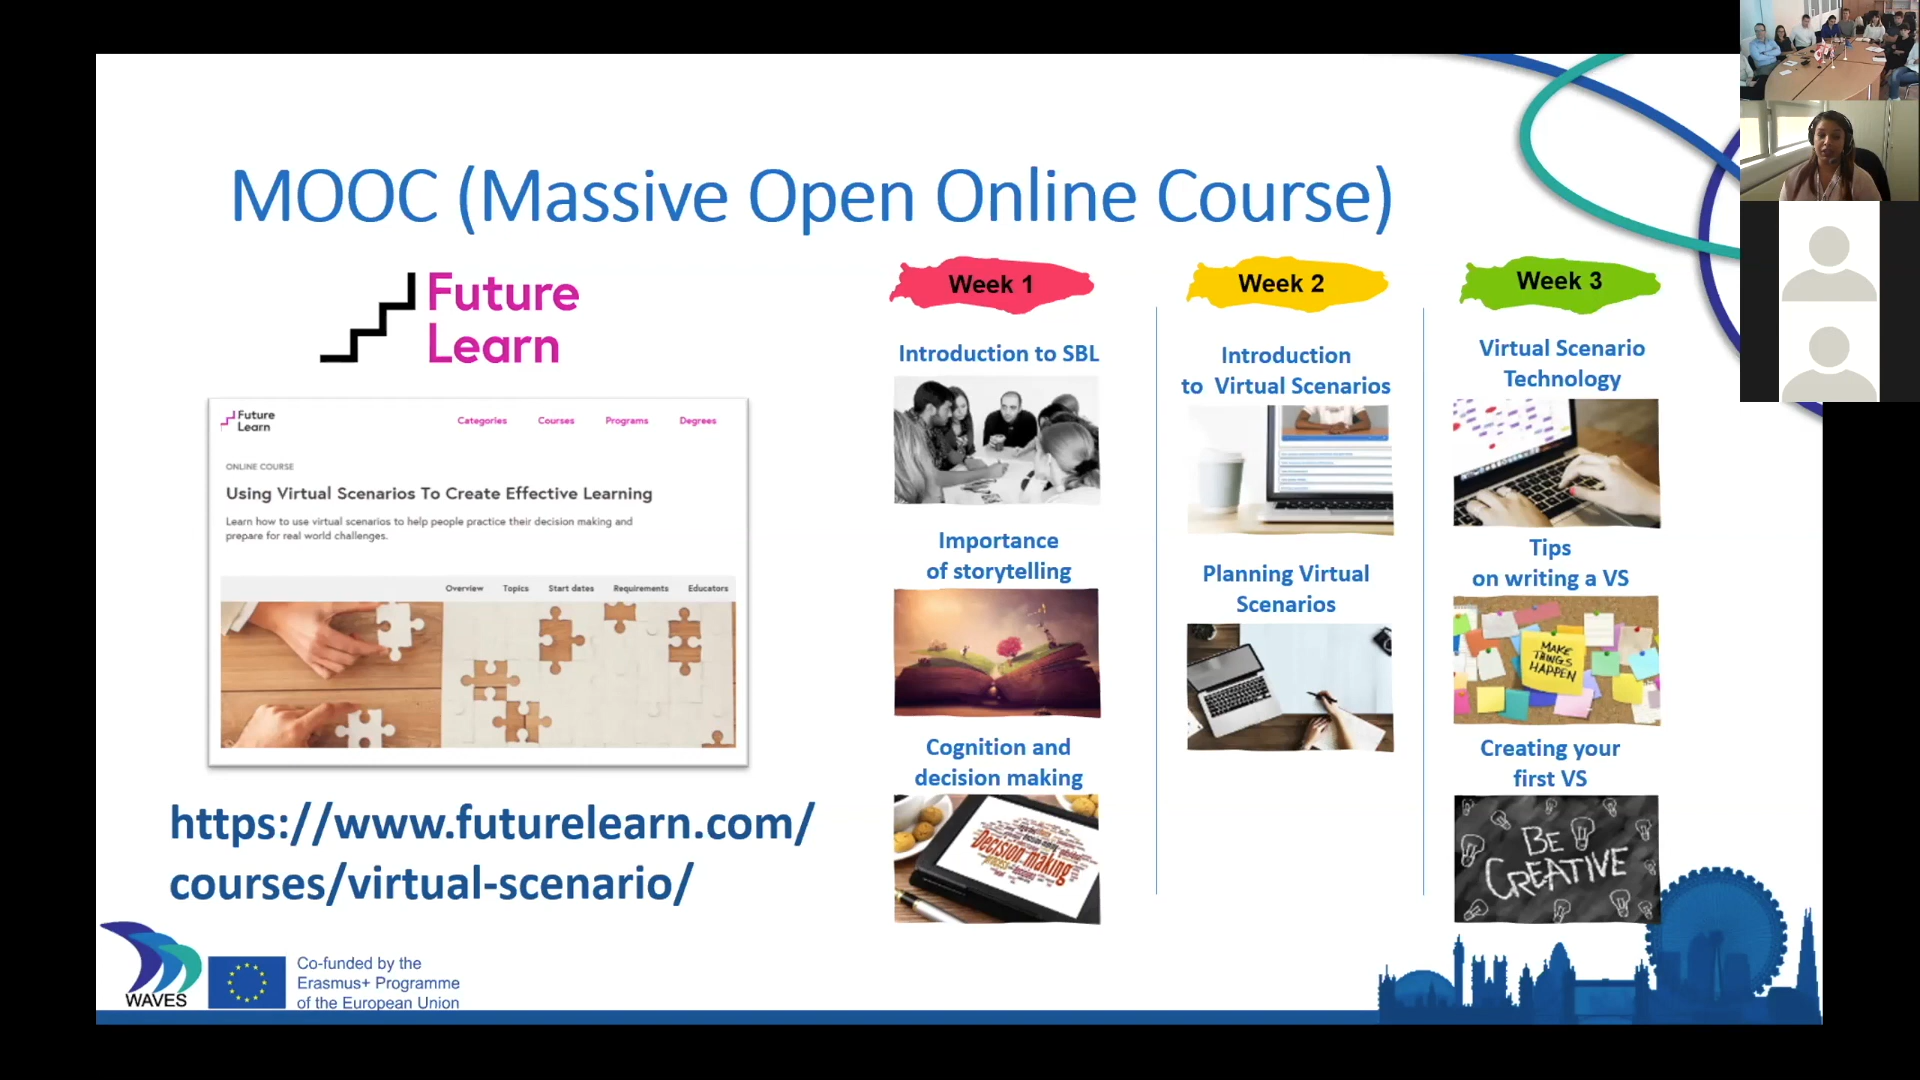 MOOC (Massive Open Online Course)
Future
Learn
Future
Learn
Categories Courses Programs Degrees
ONLINE COURSE
Using Virtual Scenarios To Create Effective Learning
Learn how to use virtual scenarios to help people practice their decision making and
prepare for real world challenges.
Overview Topics Start dates Requirements Educators
https://www.futurelearn.com/
courses/virtual-scenario/
Week 1
Introduction to SBL
Importance
of storytelling
Cognition and
decision making
Decision-making
process
Week 2
Introduction
to Virtual Scenarios
Planning Virtual
Scenarios
Week 3
Virtual Scenario
Technology
Tips
on writing a VS
MAKE
THINGS
HAPPEN
Creating your
first VS
BE
CREATIVE
WAVES
Co-funded by the
Erasmus+ Programme
of the European Union